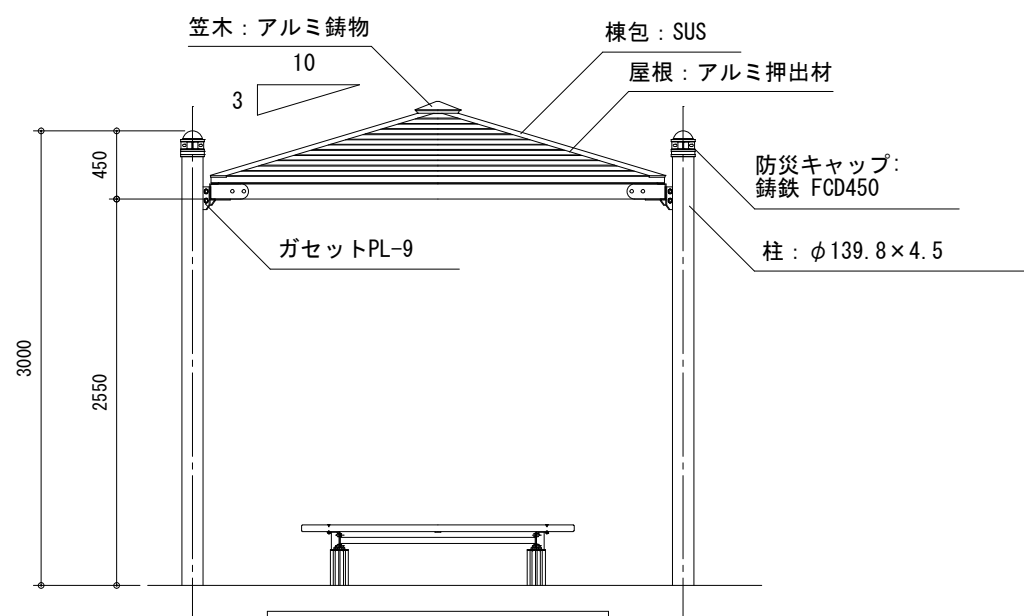 笠木：アルミ鋳物
棟包：SUS
10
屋根：アルミ押出材
3
450
防災キャップ:
鋳鉄 FCD450
ガセットPL-9
柱：φ139.8×4.5
3000
2550